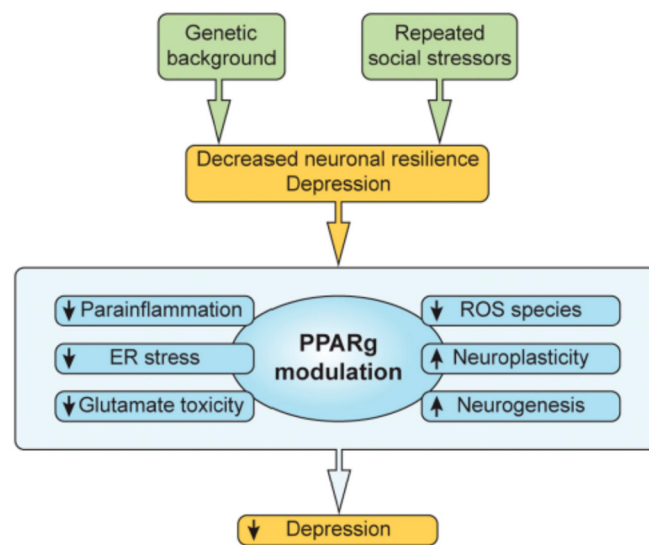 Genetic
background
Repeated
social stressors
Decreased neuronal resilience
Depression
↓ Parainflammation
↓ ER stress
↓ Glutamate toxicity
PPARg
modulation
↓ ROS species
↑ Neuroplasticity
↑ Neurogenesis
↓ Depression